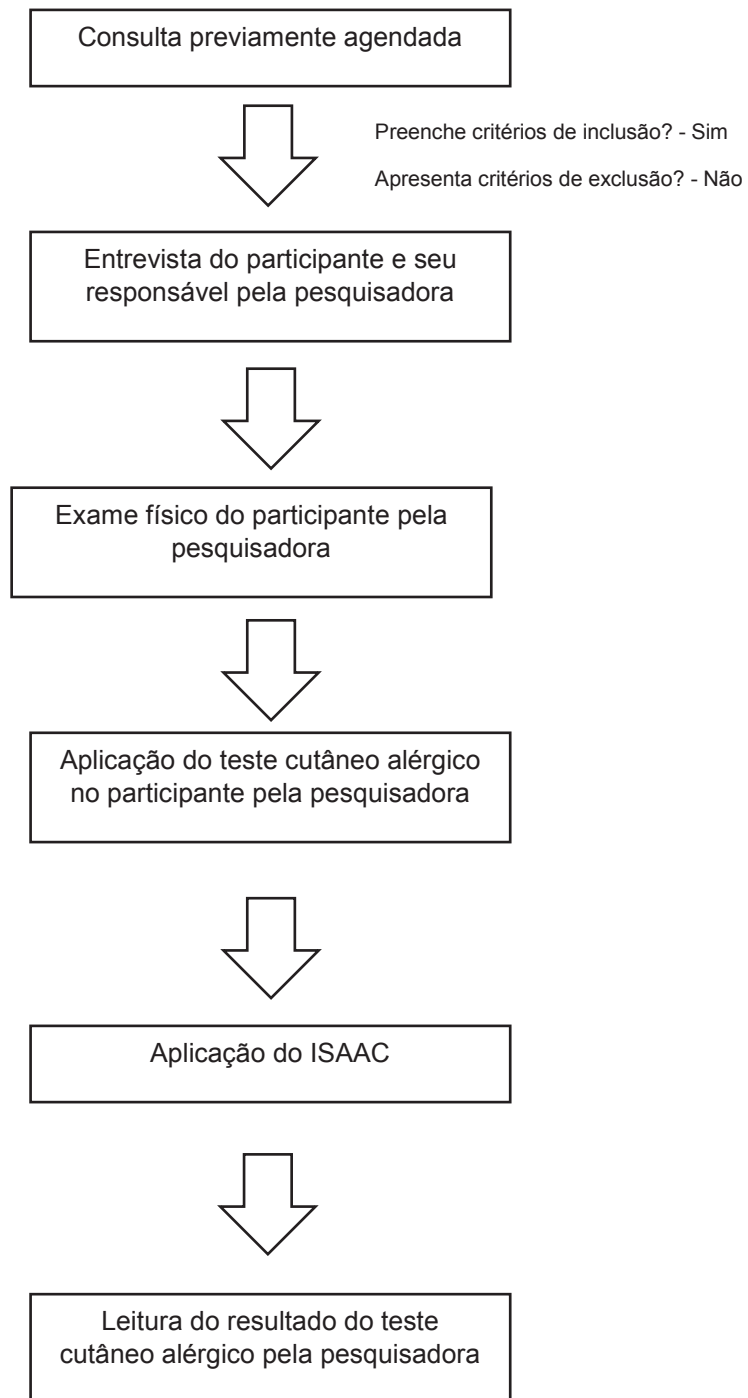 Consulta previamente agendada
Preenche critérios de inclusão? - Sim
Apresenta critérios de exclusão? - Não
Entrevista do participante e seu
responsável pela pesquisadora
Exame físico do participante pela
pesquisadora
Aplicação do teste cutâneo alérgico
no participante pela pesquisadora
Aplicação do ISAAC
Leitura do resultado do teste
cutâneo alérgico pela pesquisadora